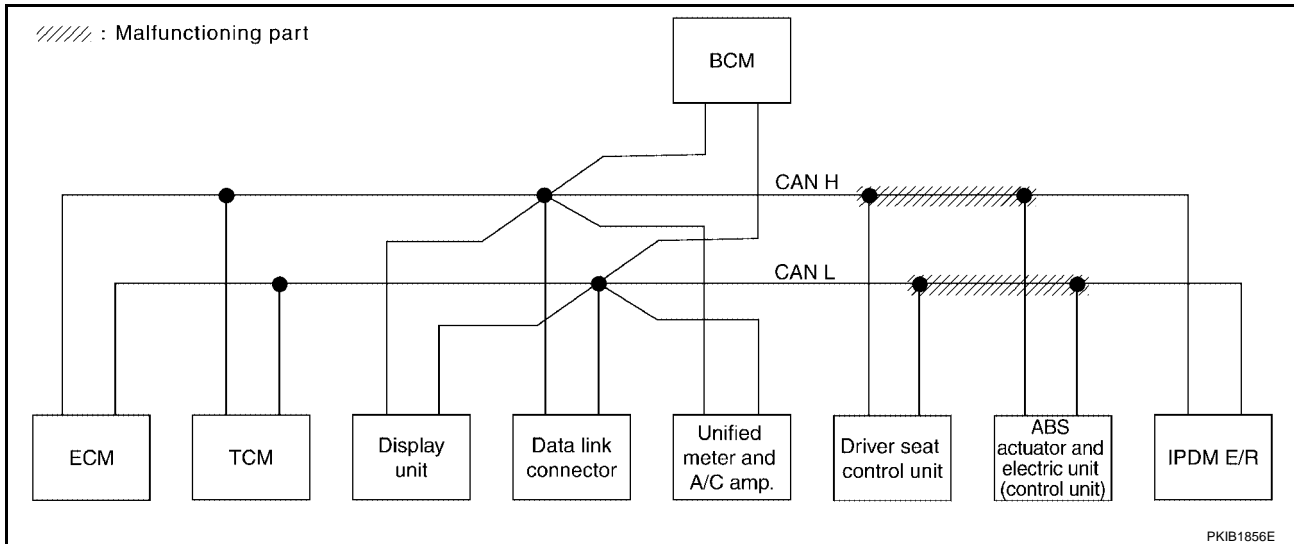 : Malfunctioning part
BCM
CAN H
CAN L
ECM
TCM
Display
unit
Data link
connector
Unified
meter and
A/C amp.
Driver seat
control unit
ABS
actuator and
electric unit
(control unit)
IPDM E/R
PKIB1856E